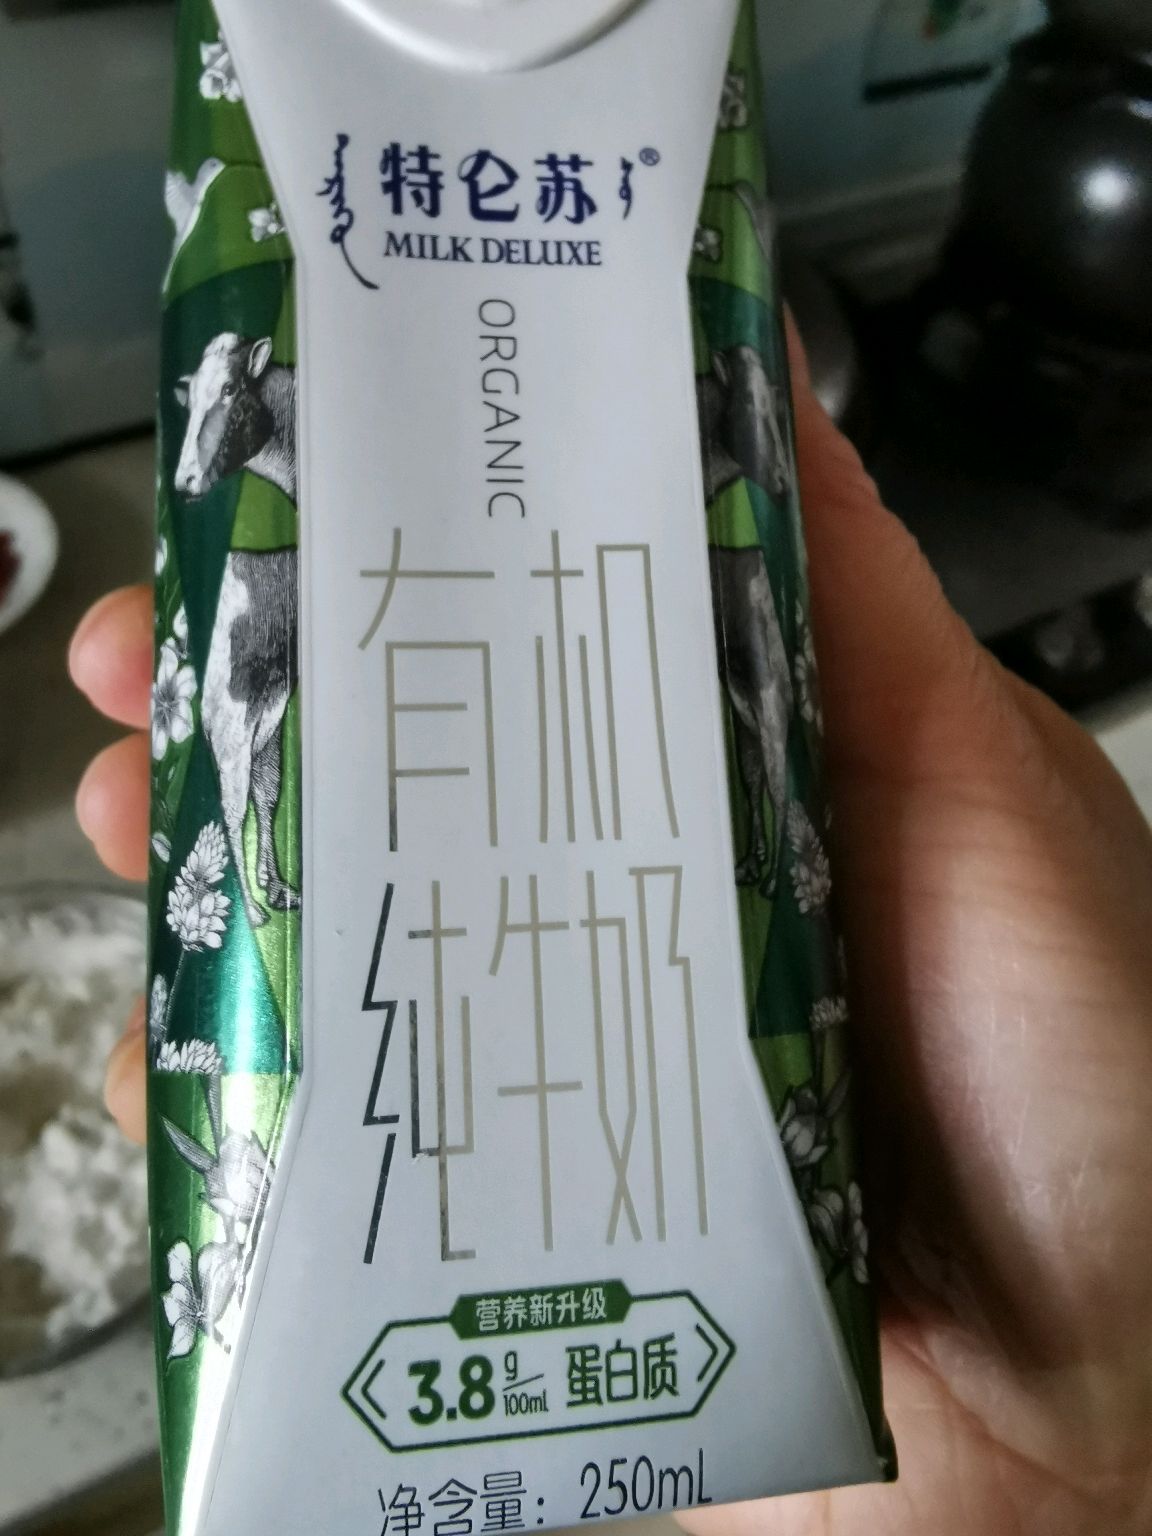 特仑苏®
MILK DELUXE
ORGANIC
有机
纯牛奶
营养新升级
3.8g/100ml 蛋白质
净含量：250mL